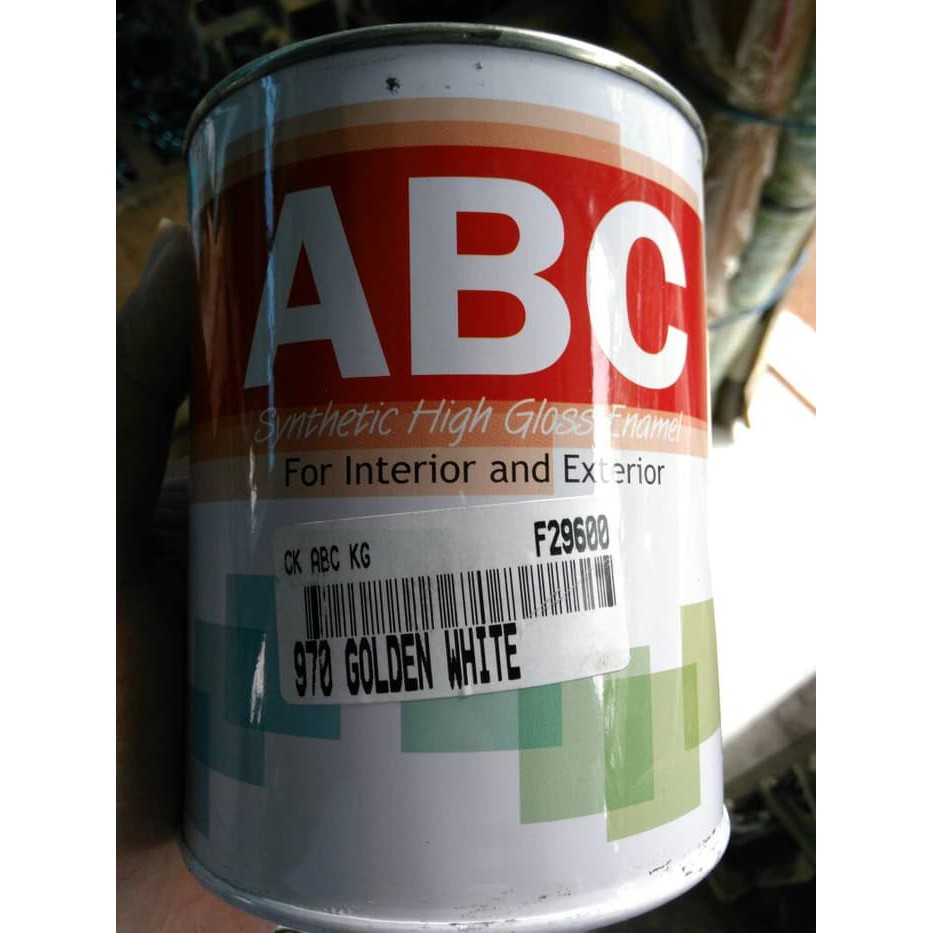 ABC
Synthetic High Gloss Enamel
For Interior and Exterior
CK ABC KG F29600
970 GOLDEN WHITE